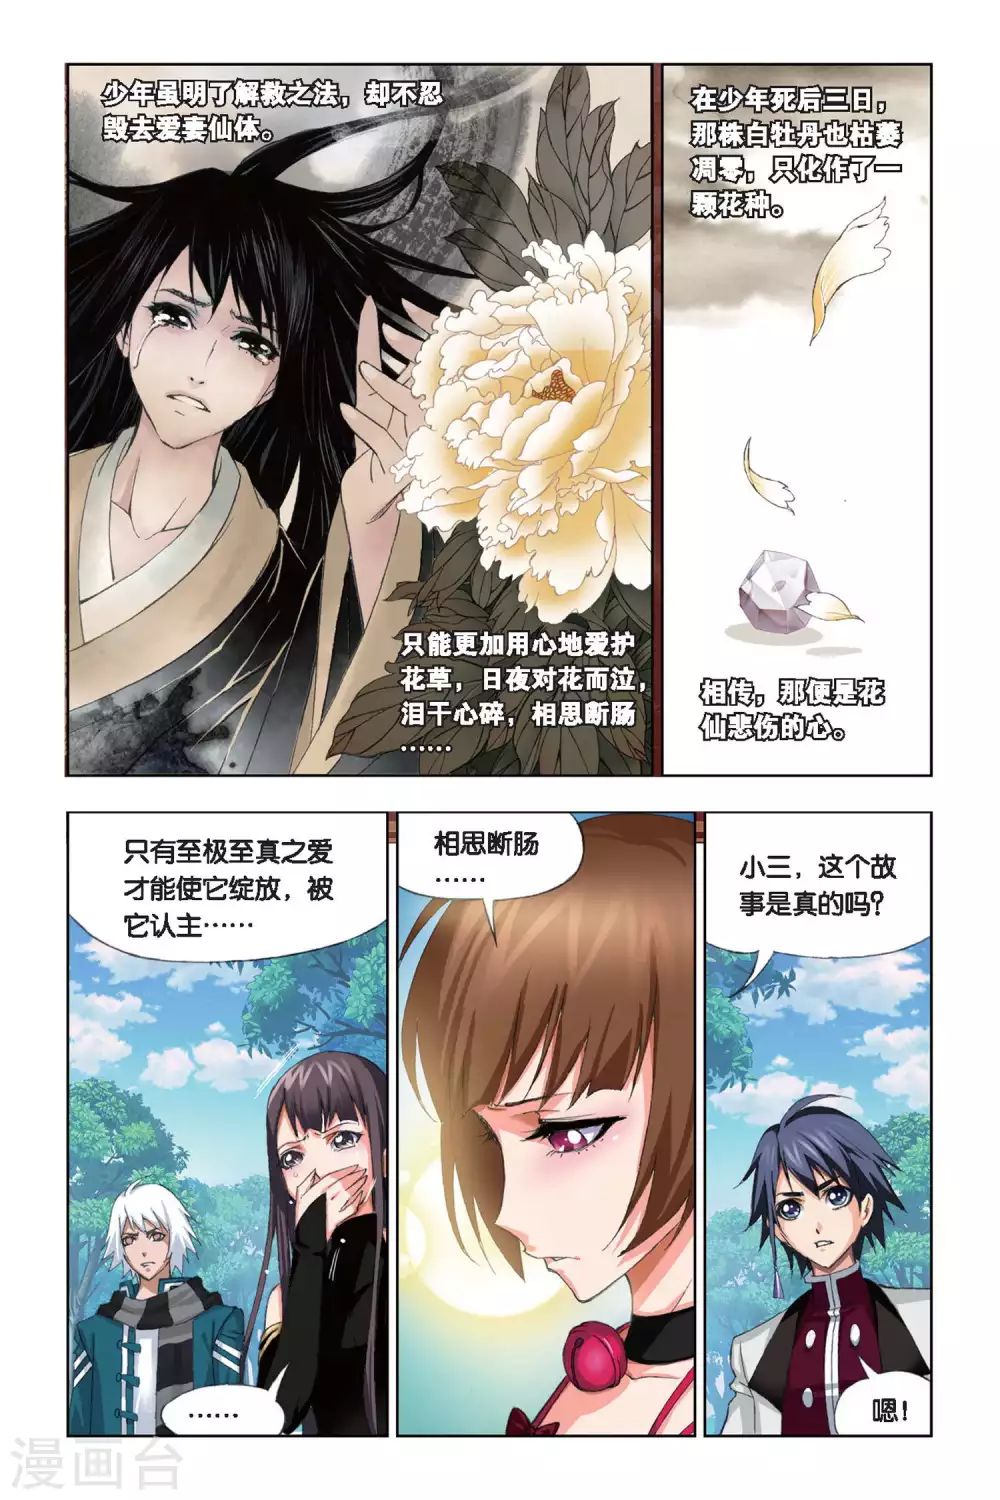 少年虽明了解救之法，却不忍
毁去爱妻仙体。
只能更加用心地爱护
花草，日夜对花而泣，
泪干心碎，相思断肠
……
在少年死后三日，
那株白牡丹也枯萎
凋零，只化作了一
颗花种。
相传，那便是花
仙悲伤的心。
只有至极至真之爱
才能使它绽放，被
它认主……
……
相思断肠
……
小三，这个故
事是真的吗？
嗯！
漫画台